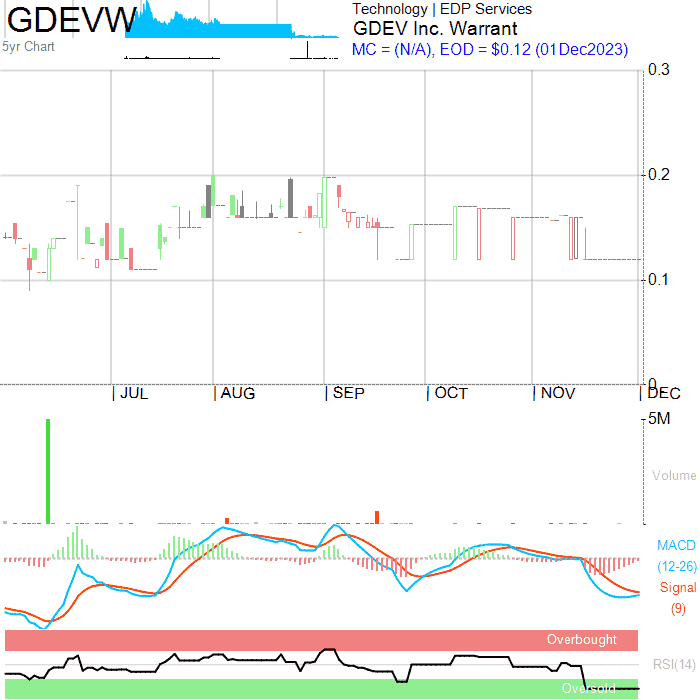 GDEVW
5yr Chart
Technology | EDP Services
GDEV Inc. Warrant
MC = (N/A), EOD = $0.12 (01Dec2023)
0.3
0.2
0.1
0
JUL
AUG
SEP
OCT
NOV
DEC
5M
Volume
MACD
(12-26)
Signal
(9)
Overbought
RSI(14)
Oversold